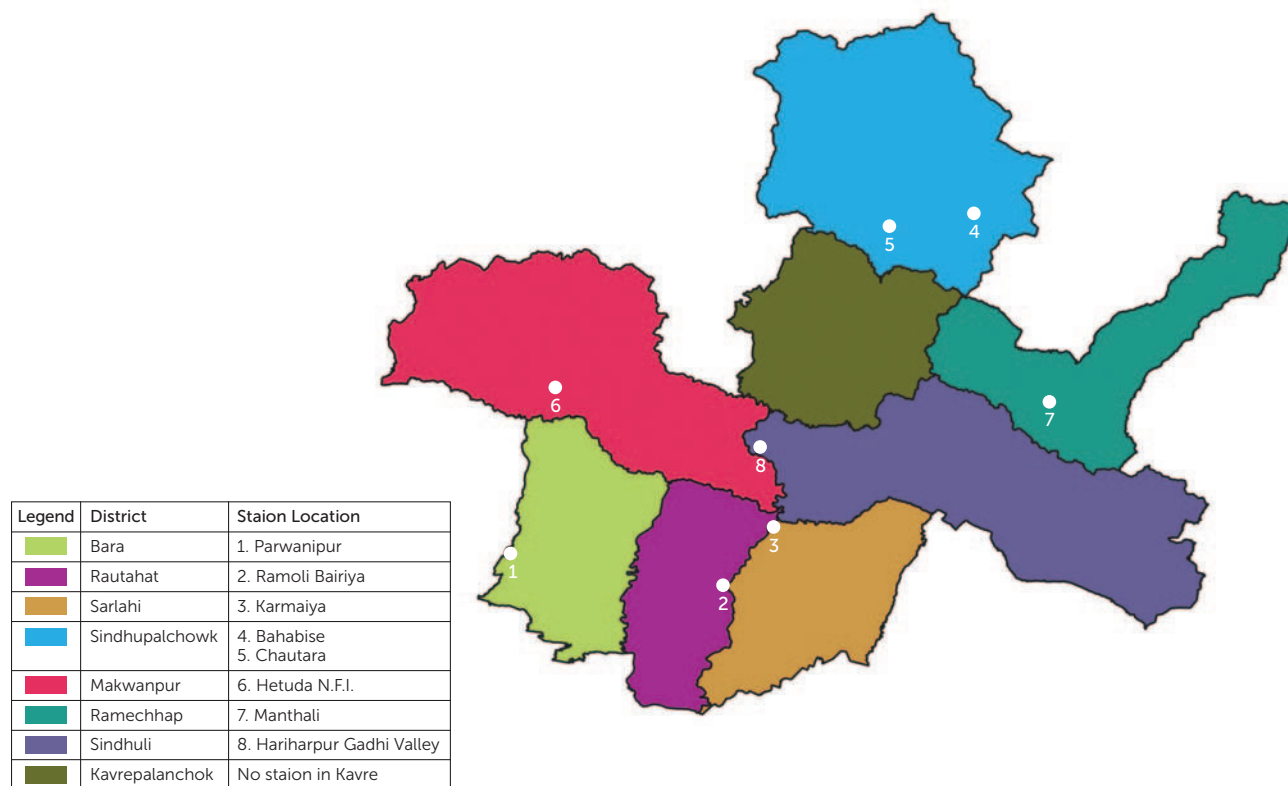 5
4
6
7
8
3
1
2
Legend District Staion Location
Bara 1. Parwanipur
Rautahat 2. Ramoli Bairiya
Sarlahi 3. Karmaiya
Sindhupalchowk 4. Bahabise
5. Chautara
Makwanpur 6. Hetuda N.F.I.
Ramechhap 7. Manthali
Sindhuli 8. Hariharpur Gadhi Valley
Kavrepalanchok No staion in Kavre